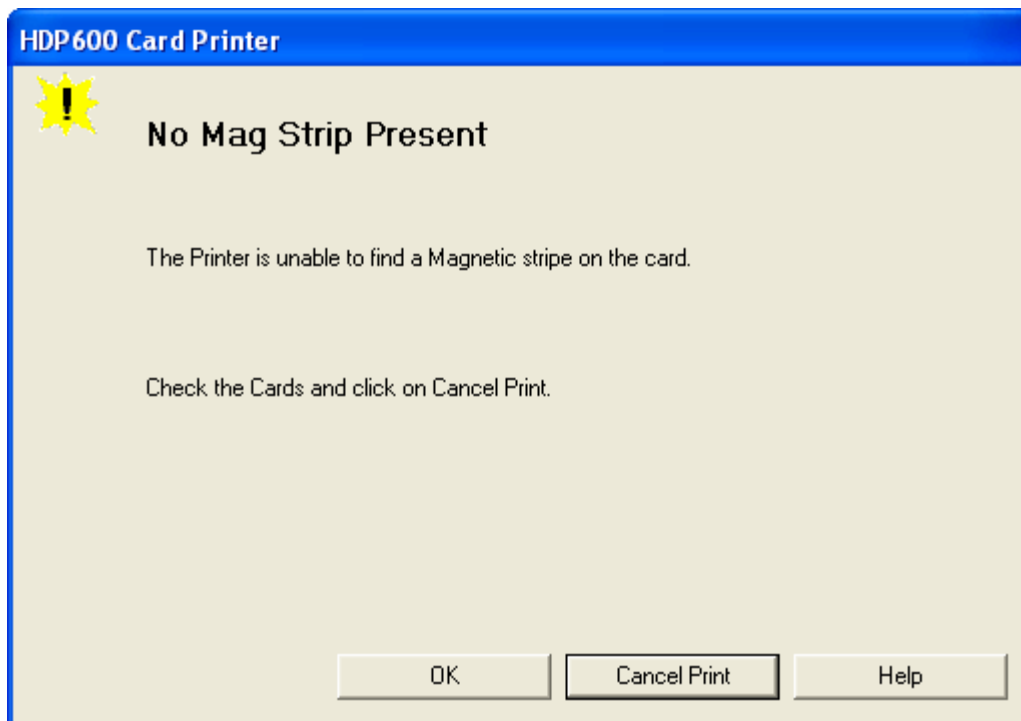 HDP600 Card Printer
No Mag Strip Present
The Printer is unable to find a Magnetic stripe on the card.
Check the Cards and click on Cancel Print.
OK Cancel Print Help